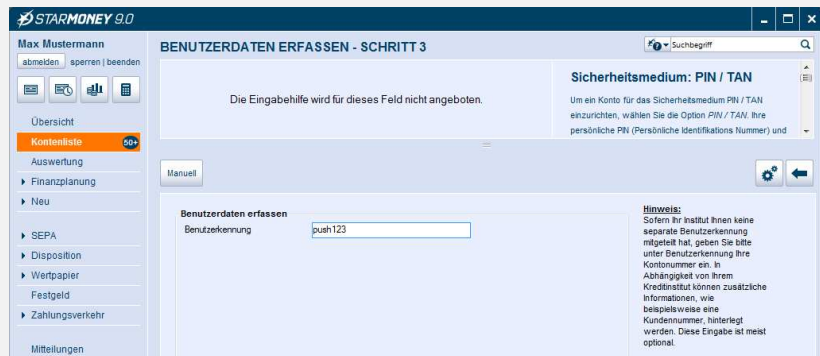 STARMONEY 9.0
Max Mustermann
abmelden sperren | beenden
Übersicht
Kontenliste 50+
Auswertung
Finanzplanung
Neu
SEPA
Disposition
Wertpapier
Festgeld
Zahlungsverkehr
Mitteilungen
BENUTZERDATEN ERFASSEN - SCHRITT 3
Suchbegriff
Die Eingabehilfe wird für dieses Feld nicht angeboten.
Sicherheitsmedium: PIN / TAN
Um ein Konto für das Sicherheitsmedium PIN / TAN
einzurichten, wählen Sie die Option PIN / TAN. Ihre
persönliche PIN (Persönliche Identifikations Nummer) und
Manuell
Benutzerdaten erfassen
Benutzerkennung push123
Hinweis:
Sofern Ihr Institut Ihnen keine
separate Benutzerkennung
mitgeteilt hat, geben Sie bitte
unter Benutzerkennung Ihre
Kontonummer ein. In
Abhängigkeit von Ihrem
Kreditinstitut können zusätzliche
Informationen, wie
beispielsweise eine
Kundennummer, hinterlegt
werden. Diese Eingabe ist meist
optional.